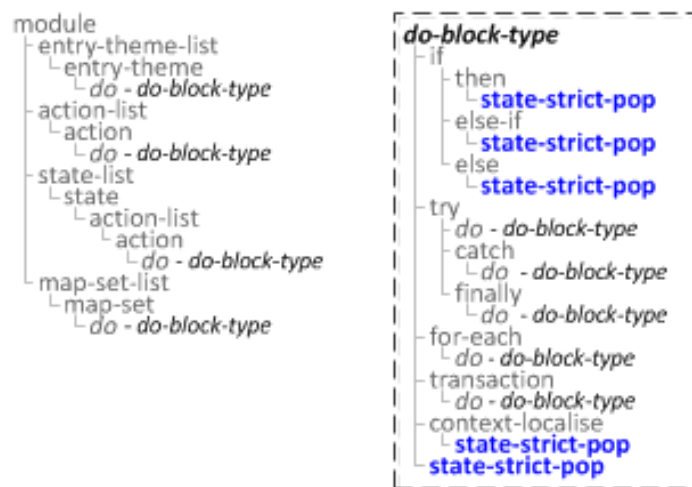 module
entry-theme-list
entry-theme
do - do-block-type
action-list
action
do - do-block-type
state-list
state
action-list
action
do - do-block-type
map-set-list
map-set
do - do-block-type
do-block-type
if
then
state-strict-pop
else-if
state-strict-pop
else
state-strict-pop
try
do - do-block-type
catch
do - do-block-type
finally
do - do-block-type
for-each
do - do-block-type
transaction
do - do-block-type
context-localise
state-strict-pop
state-strict-pop